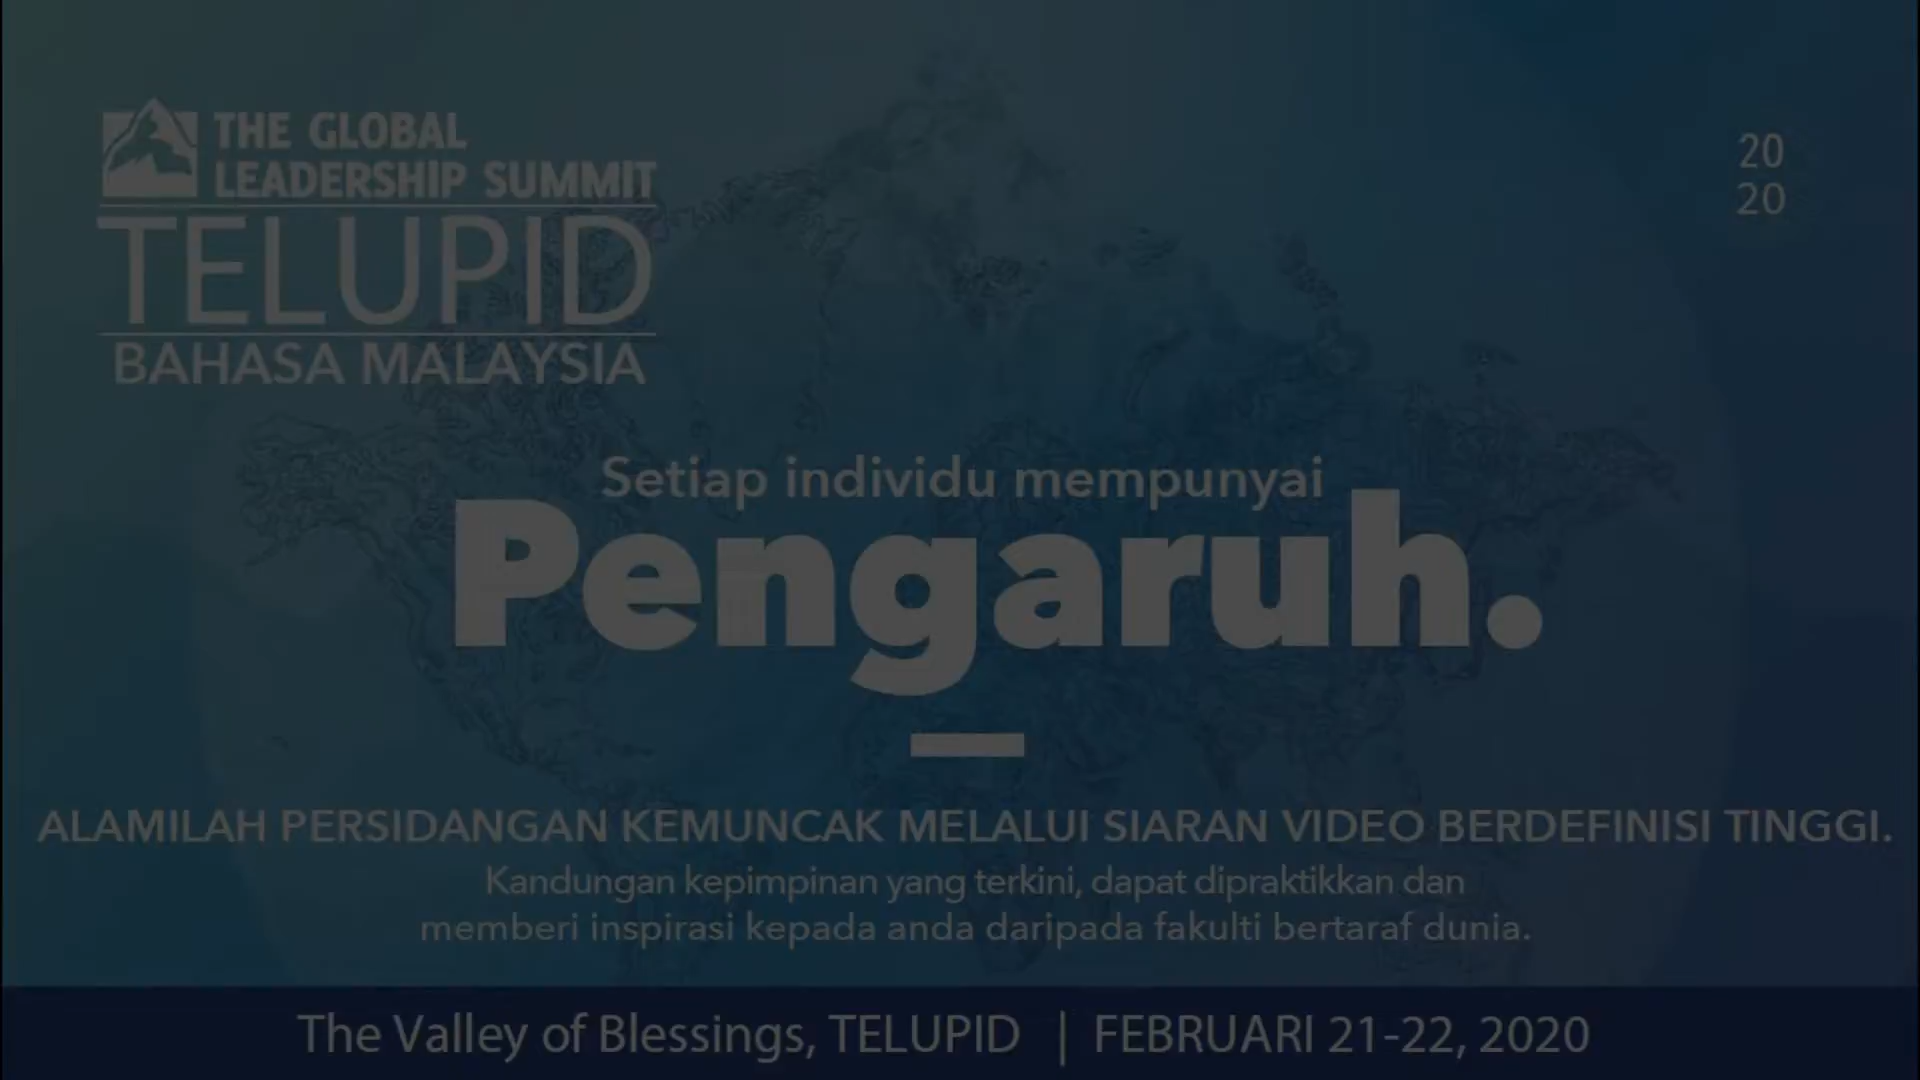 THE GLOBAL
LEADERSHIP SUMMIT
TELUPID
BAHASA MALAYSIA
20
20
Setiap individu mempunyai
Pengaruh.
ALAMILAH PERSIDANGAN KEMUNCAK MELALUI SIARAN VIDEO BERDEFINISI TINGGI.
Kandungan kepimpinan yang terkini, dapat dipraktikkan dan
memberi inspirasi kepada anda daripada fakulti bertaraf dunia.
The Valley of Blessings, TELUPID | FEBRUARI 21-22, 2020